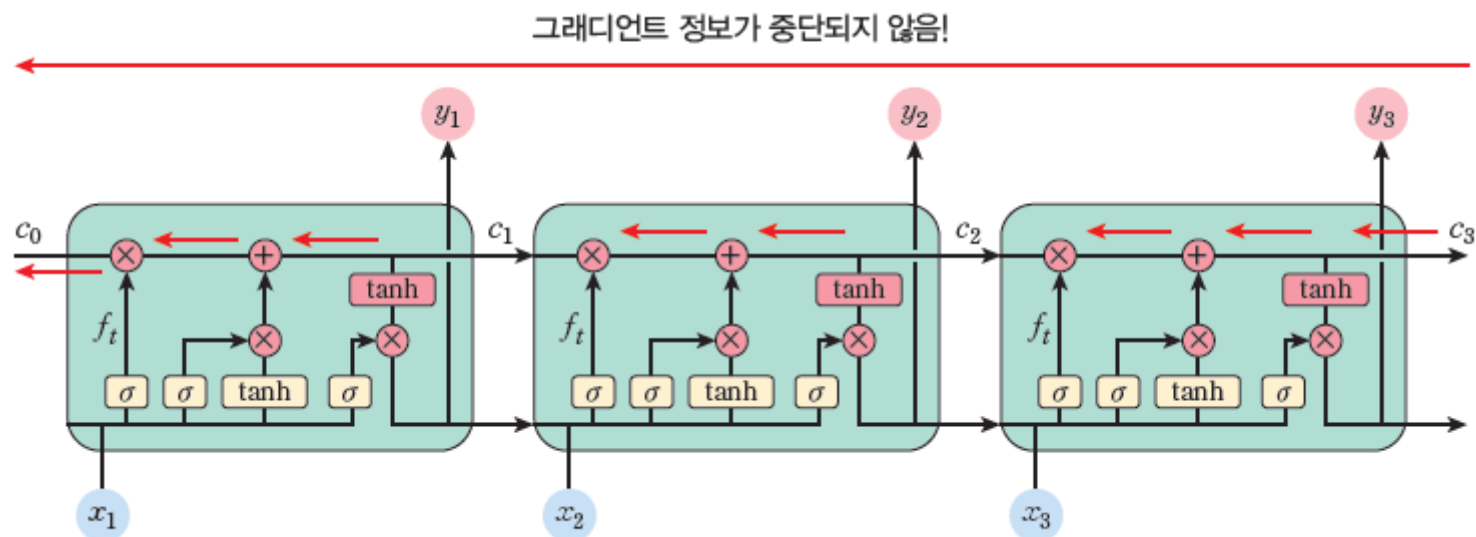 그래디언트 정보가 중단되지 않음!
y₁ y₂ y₃
c₀ c₁ c₂ c₃
× + × + × +
tanh tanh tanh
fₜ × × fₜ × × fₜ × ×
σ σ tanh σ σ σ tanh σ σ σ tanh σ
x₁ x₂ x₃